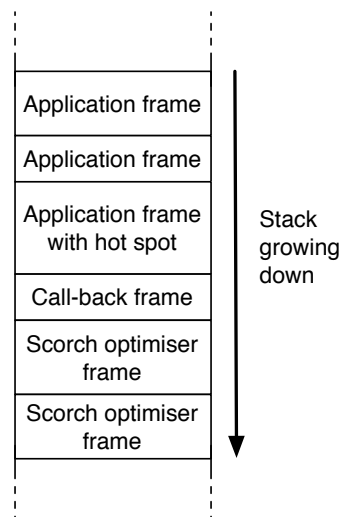 Application frame
Application frame
Application frame
with hot spot
Call-back frame
Scorch optimiser
frame
Scorch optimiser
frame
Stack
growing
down